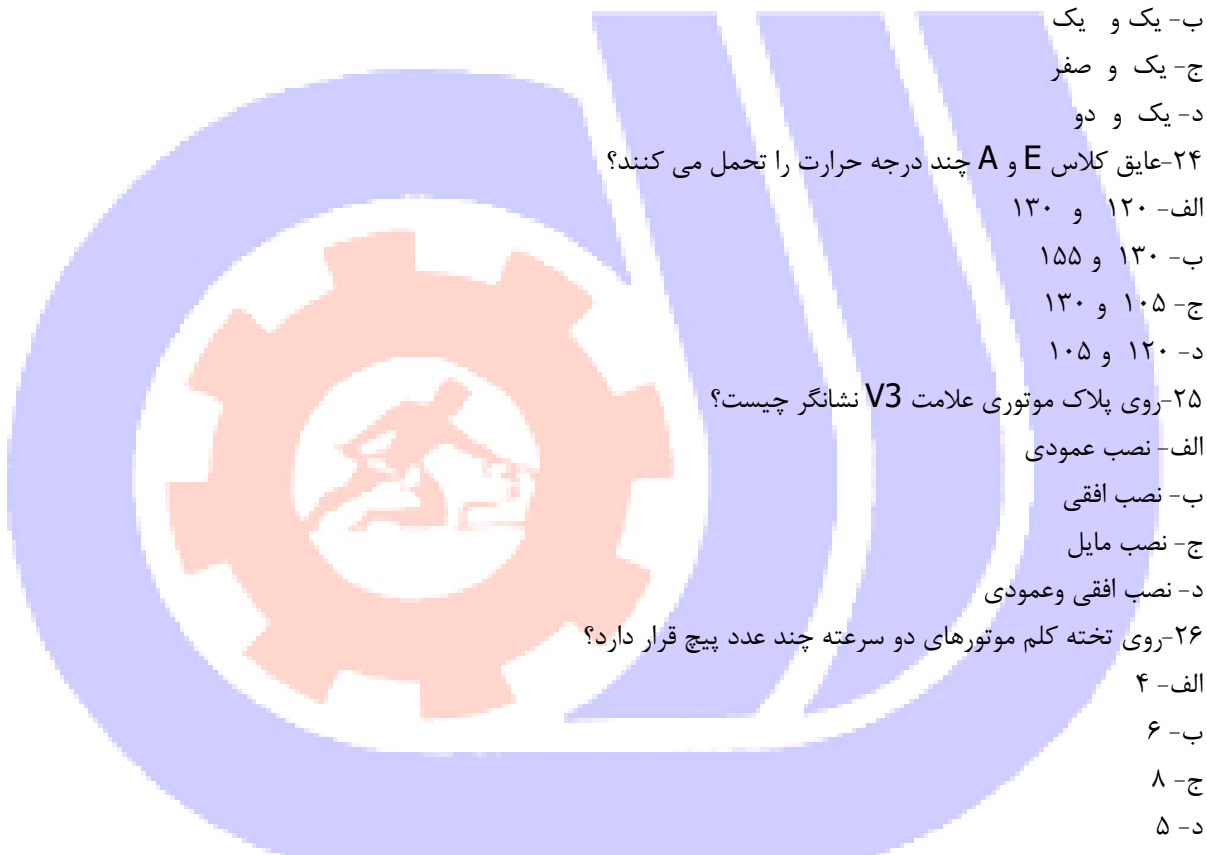 ب- یک و یک
ج- یک و صفر
د- یک و دو
۲۴-عایق کلاس E و A چند درجه حرارت را تحمل می کنند؟
الف- ۱۲۰ و ۱۳۰
ب- ۱۳۰ و ۱۵۵
ج- ۱۰۵ و ۱۳۰
د- ۱۲۰ و ۱۰۵
۲۵-روی پلاک موتوری علامت V3 نشانگر چیست؟
الف- نصب عمودی
ب- نصب افقی
ج- نصب مایل
د- نصب افقی وعمودی
۲۶-روی تخته کلم موتورهای دو سرعته چند عدد پیچ قرار دارد؟
الف- ۴
ب- ۶
ج- ۸
د- ۵